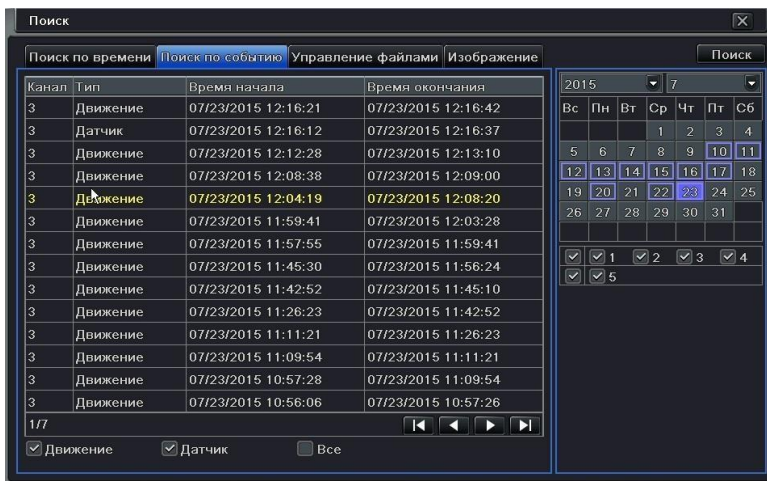 Поиск
Поиск по времени Поиск по событию Управление файлами Изображение
Поиск
Канал Тип Время начала Время окончания
3 Движение 07/23/2015 12:16:21 07/23/2015 12:16:42
3 Датчик 07/23/2015 12:16:12 07/23/2015 12:16:37
3 Движение 07/23/2015 12:12:28 07/23/2015 12:13:10
3 Движение 07/23/2015 12:08:38 07/23/2015 12:09:00
3 Движение 07/23/2015 12:04:19 07/23/2015 12:08:20
3 Движение 07/23/2015 11:59:41 07/23/2015 12:03:28
3 Движение 07/23/2015 11:57:55 07/23/2015 11:59:41
3 Движение 07/23/2015 11:45:30 07/23/2015 11:56:24
3 Движение 07/23/2015 11:42:52 07/23/2015 11:45:10
3 Движение 07/23/2015 11:26:23 07/23/2015 11:42:52
3 Движение 07/23/2015 11:11:21 07/23/2015 11:26:23
3 Движение 07/23/2015 11:09:54 07/23/2015 11:11:21
3 Движение 07/23/2015 10:57:28 07/23/2015 11:09:54
3 Движение 07/23/2015 10:56:06 07/23/2015 10:57:26
1/7
Движение Датчик Все
2015 7
Вс Пн Вт Ср Чт Пт Сб
1 2 3 4
5 6 7 8 9 10 11
12 13 14 15 16 17 18
19 20 21 22 23 24 25
26 27 28 29 30 31
1 2 3 4
5